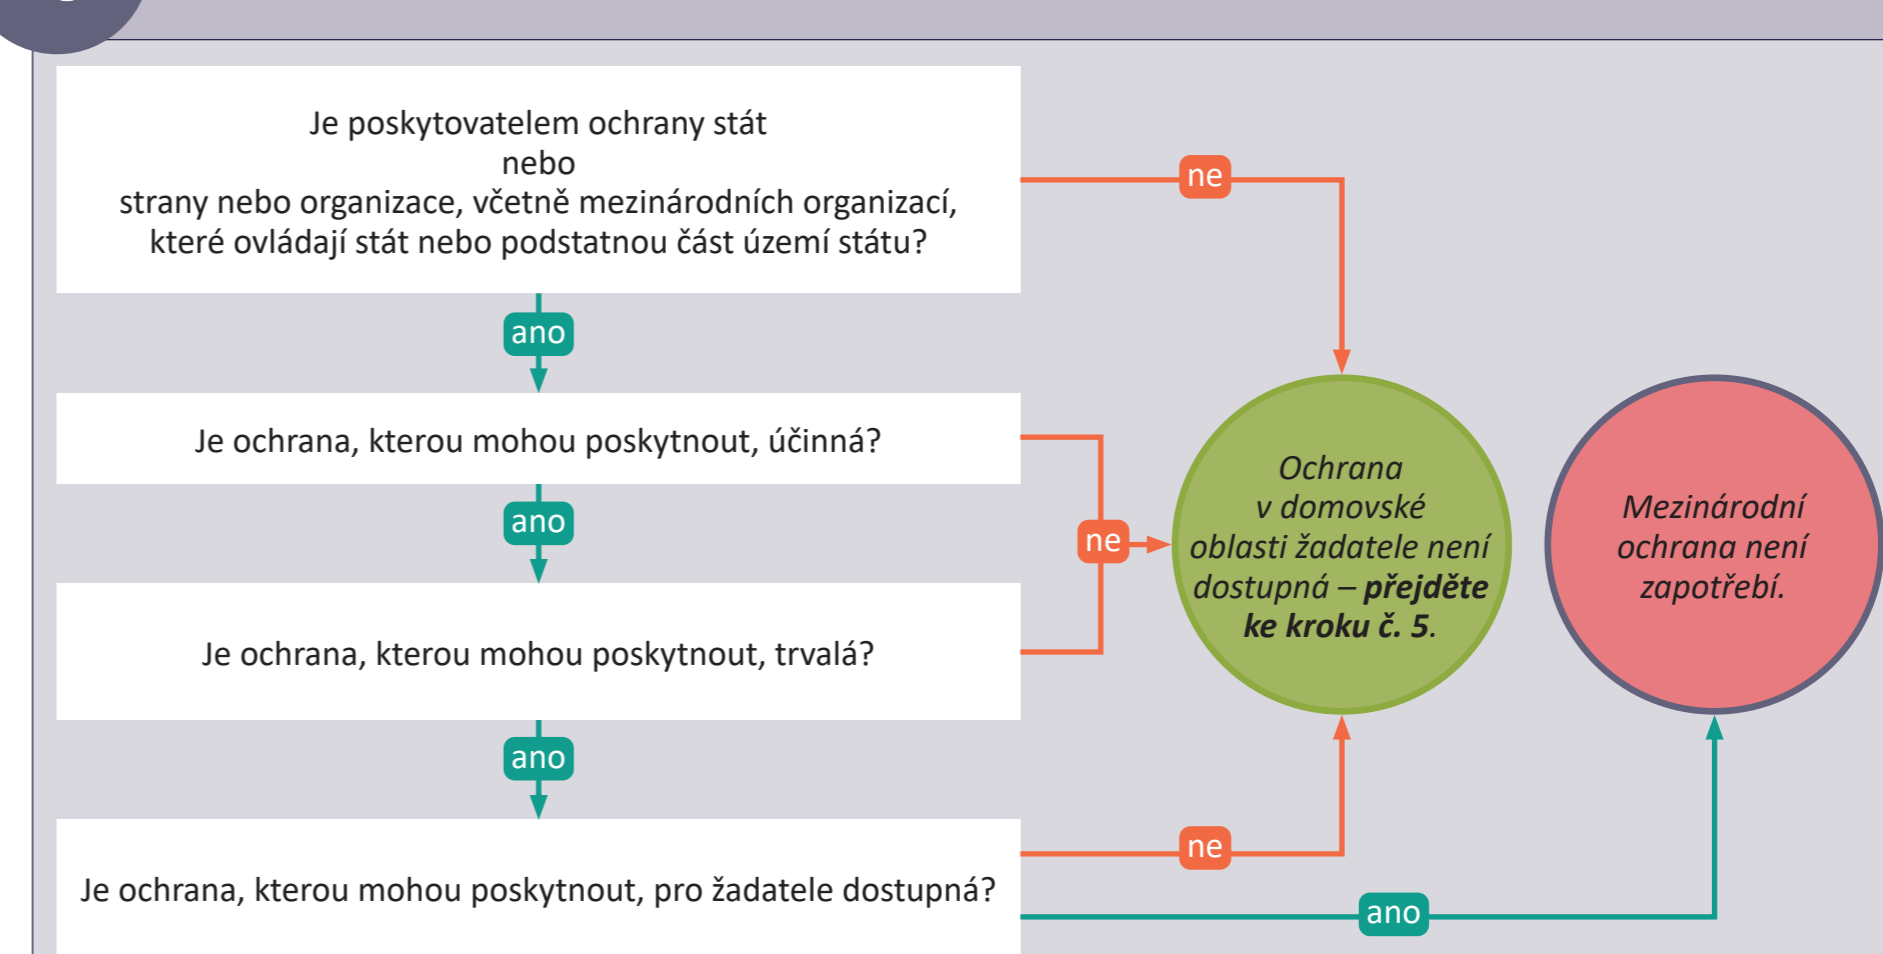 Je poskytovatelem ochrany stát
nebo
strany nebo organizace, včetně mezinárodních organizací,
které ovládají stát nebo podstatnou část území státu?
ne
ano
Je ochrana, kterou mohou poskytnout, účinná?
ano
ne
Je ochrana, kterou mohou poskytnout, trvalá?
Ochrana
v domovské
oblasti žadatele není
dostupná – přejděte
ke kroku č. 5.
Mezinárodní
ochrana není
zapotřebí.
ano
Je ochrana, kterou mohou poskytnout, pro žadatele dostupná?
ne
ano